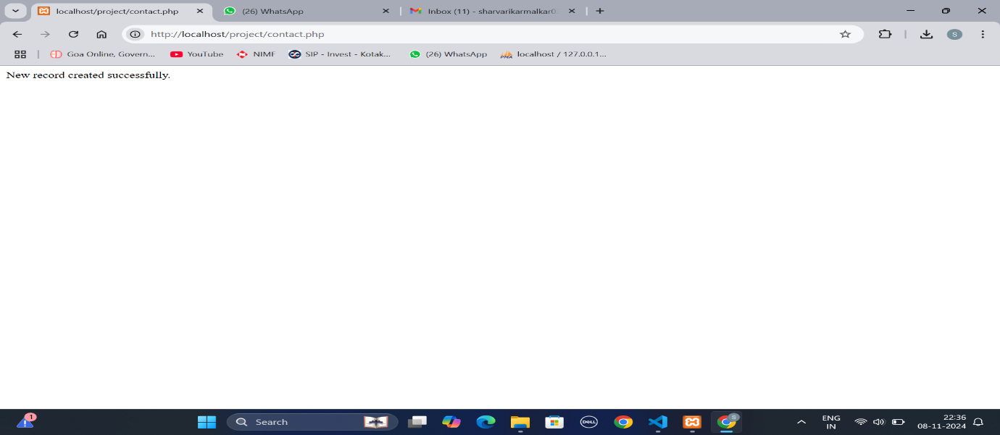 localhost/project/contact.php
(26) WhatsApp
Inbox (11) - sharvarikarmalkar0
http://localhost/project/contact.php
S
Goa Online, Govern...
YouTube
NIMF
SIP - Invest - Kotak...
(26) WhatsApp
PMA
localhost / 127.0.0.1...
New record created successfully.
1
Search
DELL
S
ENG
IN
22:36
08-11-2024